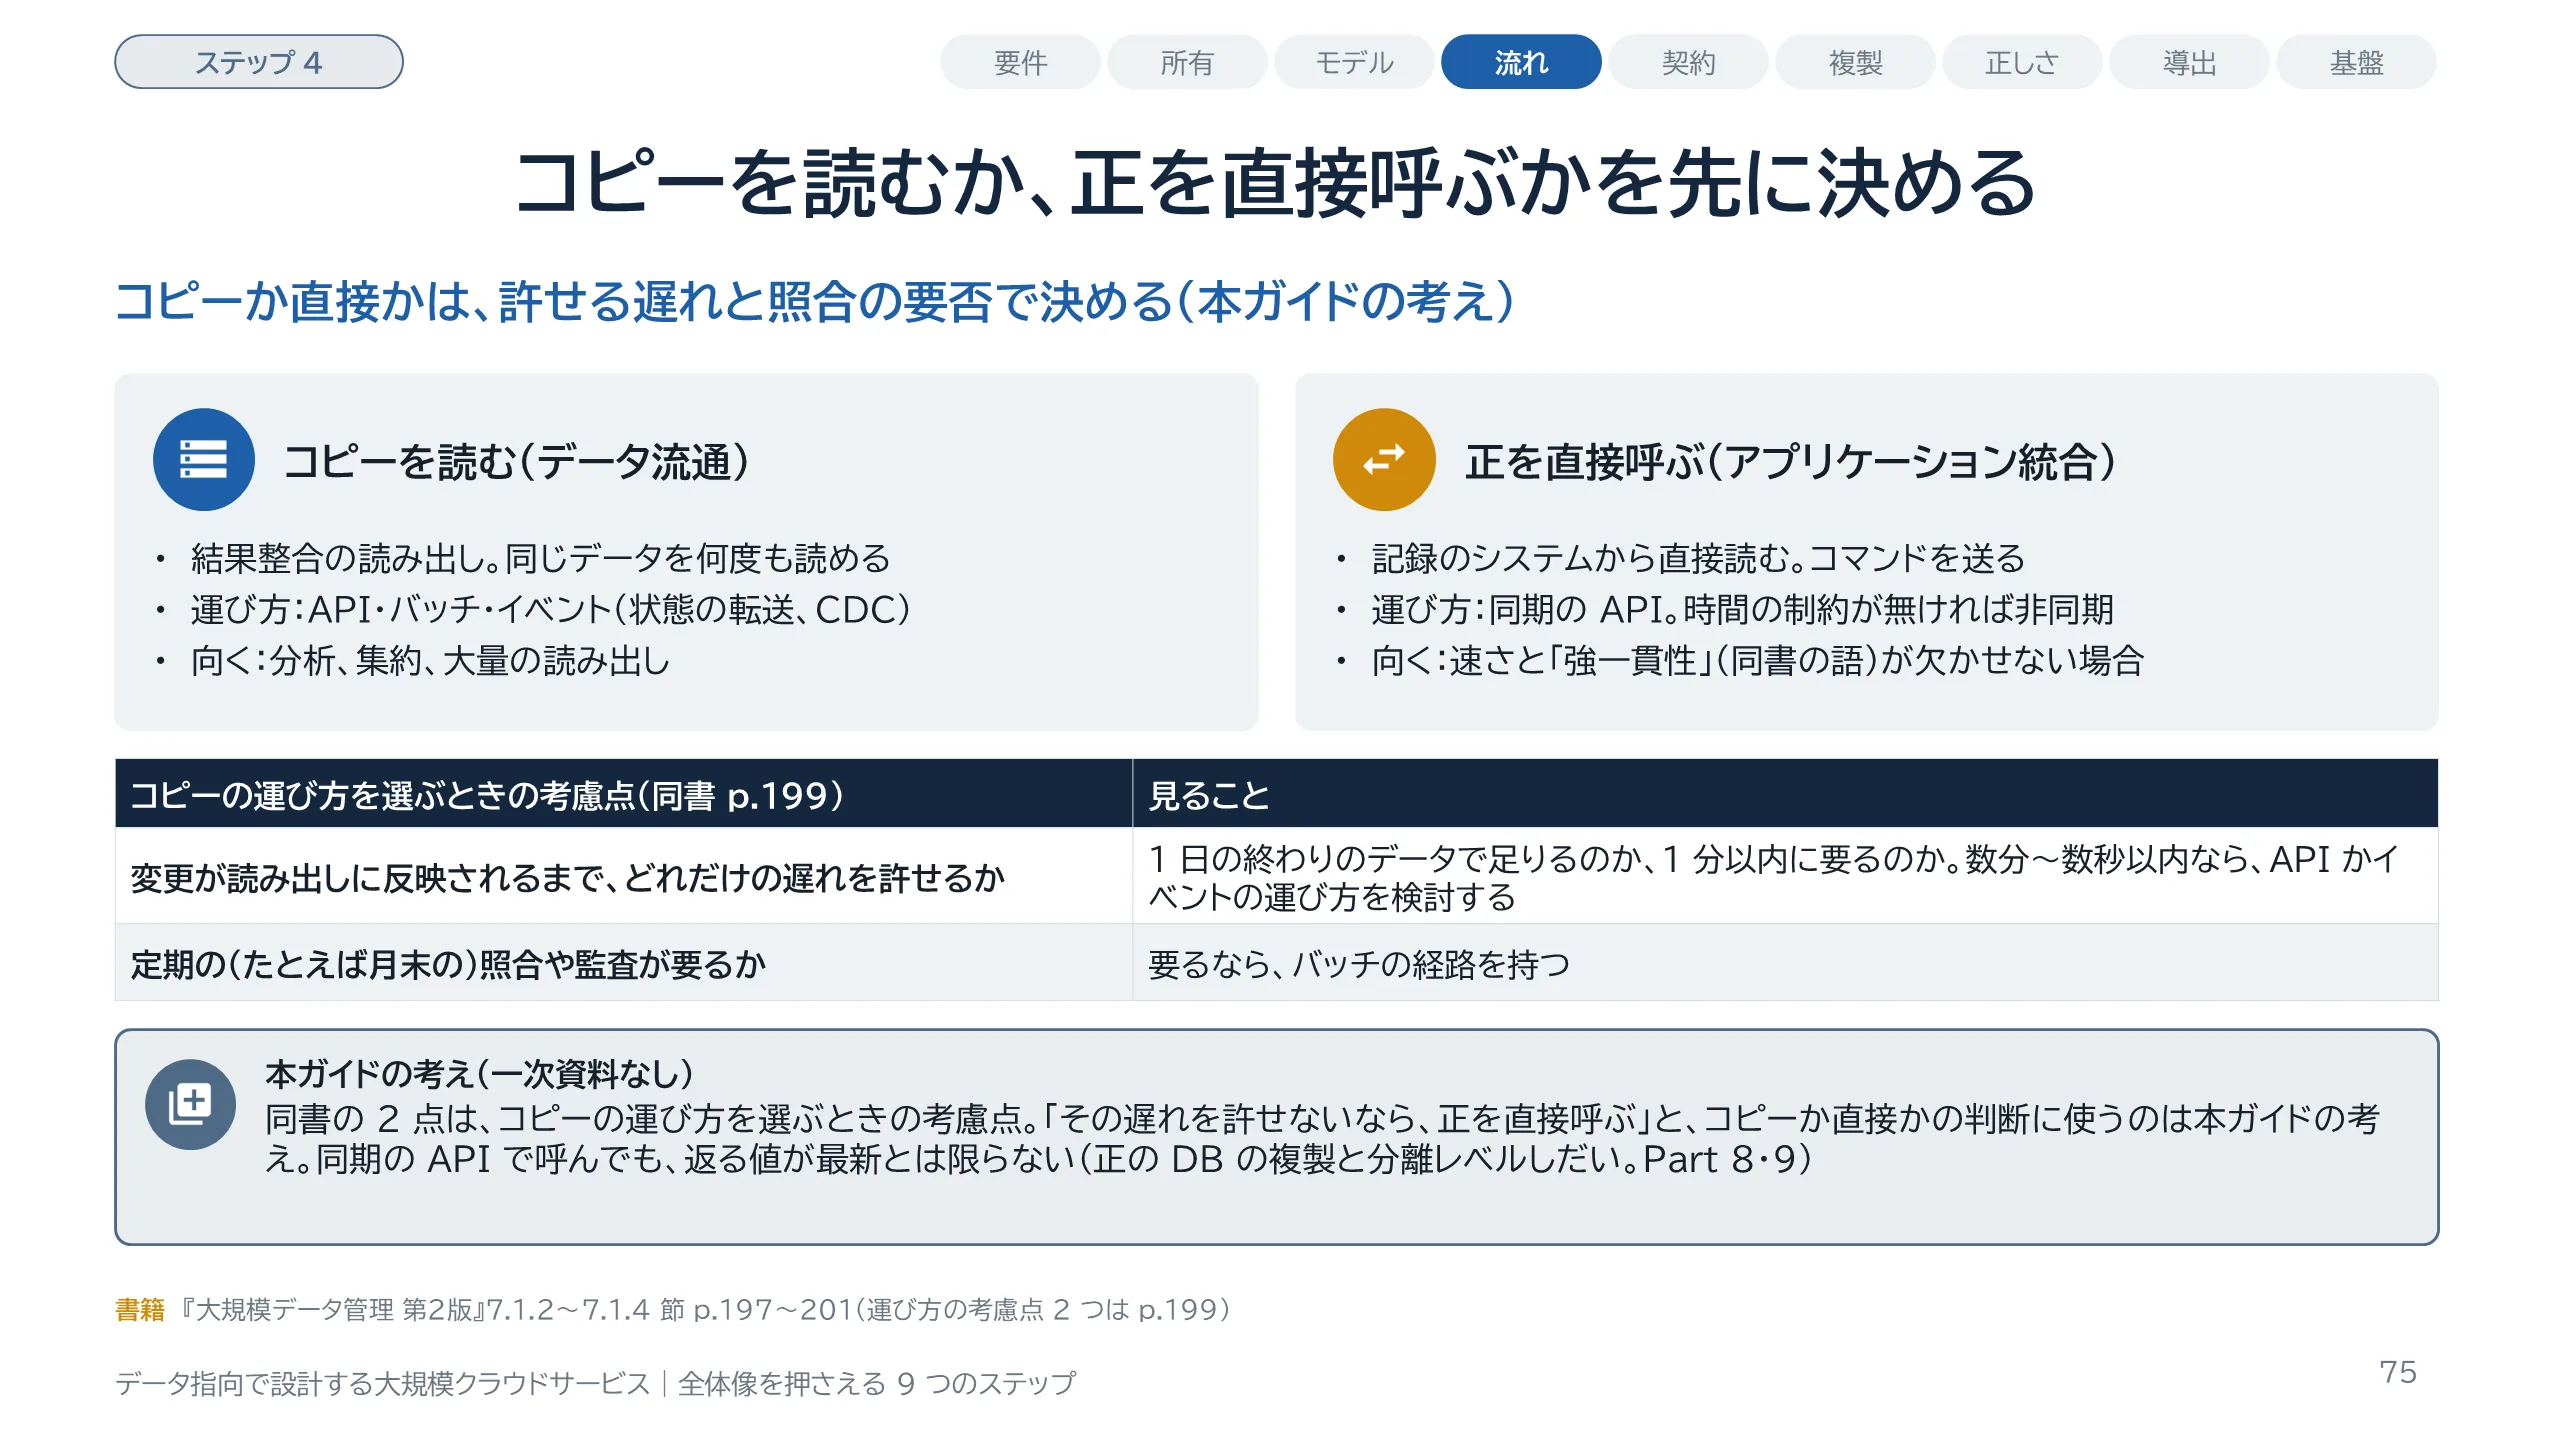 ステップ 4
要件
所有
モデル
流れ
契約
複製
正しさ
導出
基盤
コピーを読むか、正を直接呼ぶかを先に決める
コピーか直接かは、許せる遅れと照合の要否で決める（本ガイドの考え）
コピーを読む（データ流通）
・ 結果整合の読み出し。同じデータを何度も読める
・ 運び方：API・バッチ・イベント（状態の転送、CDC）
・ 向く：分析、集約、大量の読み出し
正を直接呼ぶ（アプリケーション統合）
・ 記録のシステムから直接読む。コマンドを送る
・ 運び方：同期の API。時間の制約が無ければ非同期
・ 向く：速さと「強一貫性」（同書の語）が欠かせない場合
コピーの運び方を選ぶときの考慮点（同書 p.199）
見ること
変更が読み出しに反映されるまで、どれだけの遅れを許せるか
1 日の終わりのデータで足りるのか、1 分以内に要るのか。数分～数秒以内なら、API かイ
ベントの運び方を検討する
定期の（たとえば月末の）照合や監査が要るか
要るなら、バッチの経路を持つ
本ガイドの考え（一次資料なし）
同書の 2 点は、コピーの運び方を選ぶときの考慮点。「その遅れを許せないなら、正を直接呼ぶ」と、コピーか直接かの判断に使うのは本ガイドの考
え。同期の API で呼んでも、返る値が最新とは限らない（正の DB の複製と分離レベルしだい。Part 8・9）
書籍 『大規模データ管理 第2版』7.1.2～7.1.4 節 p.197～201（運び方の考慮点 2 つは p.199）
データ指向で設計する大規模クラウドサービス｜全体像を押さえる 9 つのステップ
75